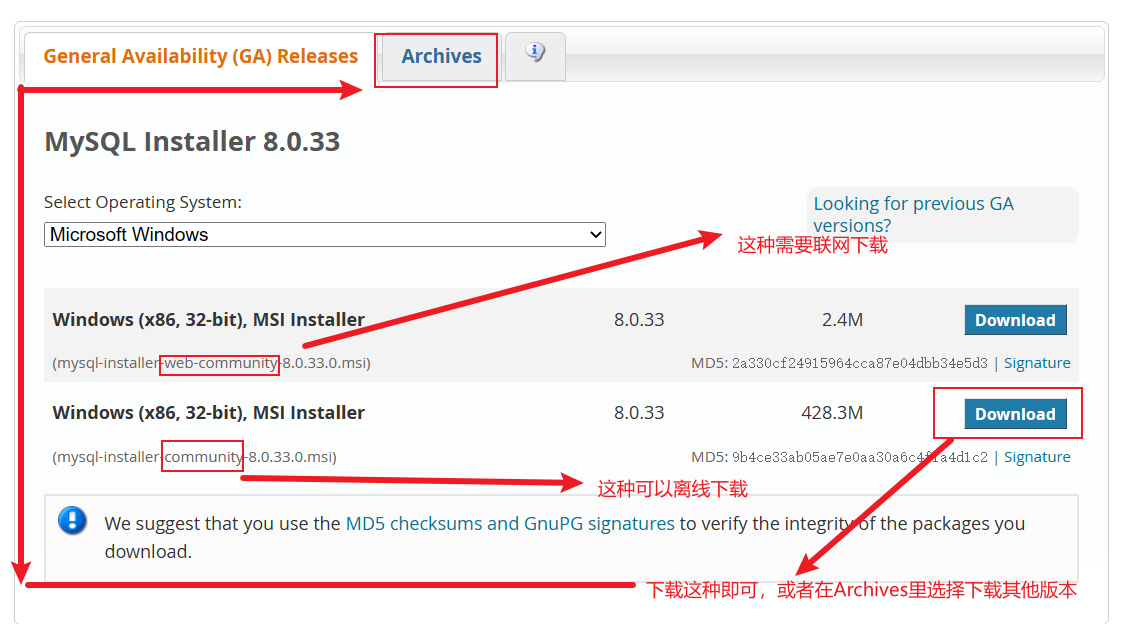 General Availability (GA) Releases
Archives
MySQL Installer 8.0.33
Select Operating System:
Looking for previous GA
versions?
Microsoft Windows
这种需要联网下载
Windows (x86, 32-bit), MSI Installer
8.0.33
2.4M
Download
(mysql-installer-web-community-8.0.33.0.msi)
MD5: 2a330cf24915964cca87e04dbb34e5d3 | Signature
Windows (x86, 32-bit), MSI Installer
8.0.33
428.3M
Download
(mysql-installer-community-8.0.33.0.msi)
MD5: | Signature
这种可以离线下载
We suggest that you use the MD5 checksums and GnuPG signatures to verify the integrity of the packages you
download.
下载这种即可，或者在Archives里选择下载其他版本